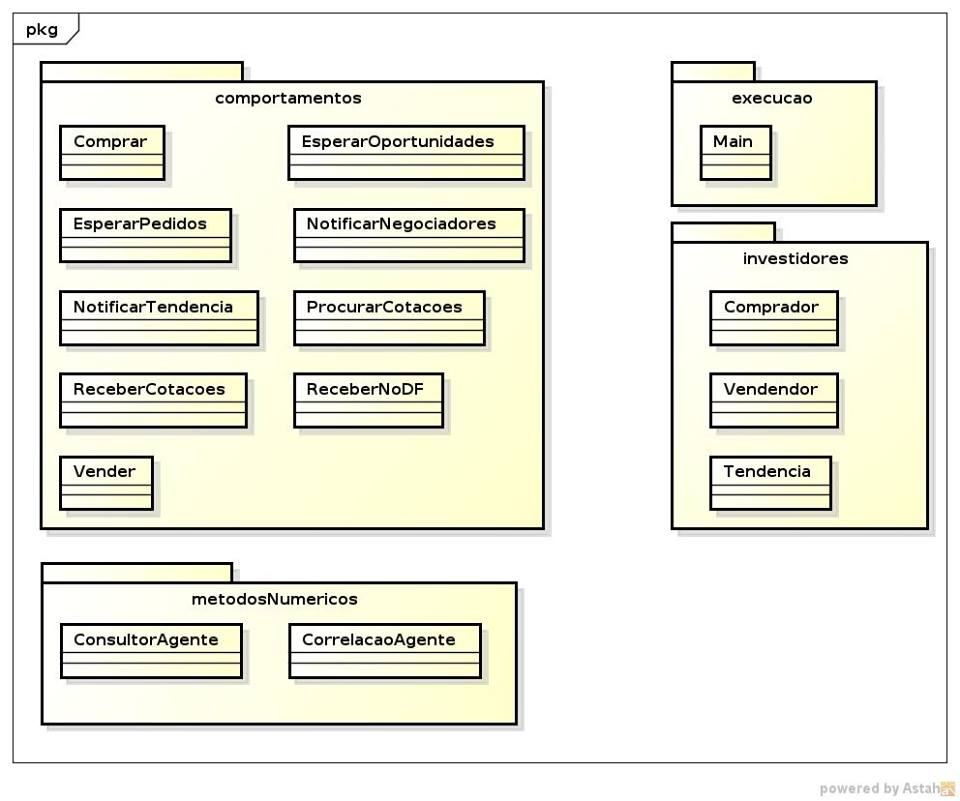 pkg
comportamentos
Comprar
EsperarOportunidades
EsperarPedidos
NotificarNegociadores
NotificarTendencia
ProcurarCotacoes
ReceberCotacoes
ReceberNoDF
Vender
execucao
Main
investidores
Comprador
Vendendor
Tendencia
metodosNumericos
ConsultorAgente
CorrelacaoAgente
powered by Astah